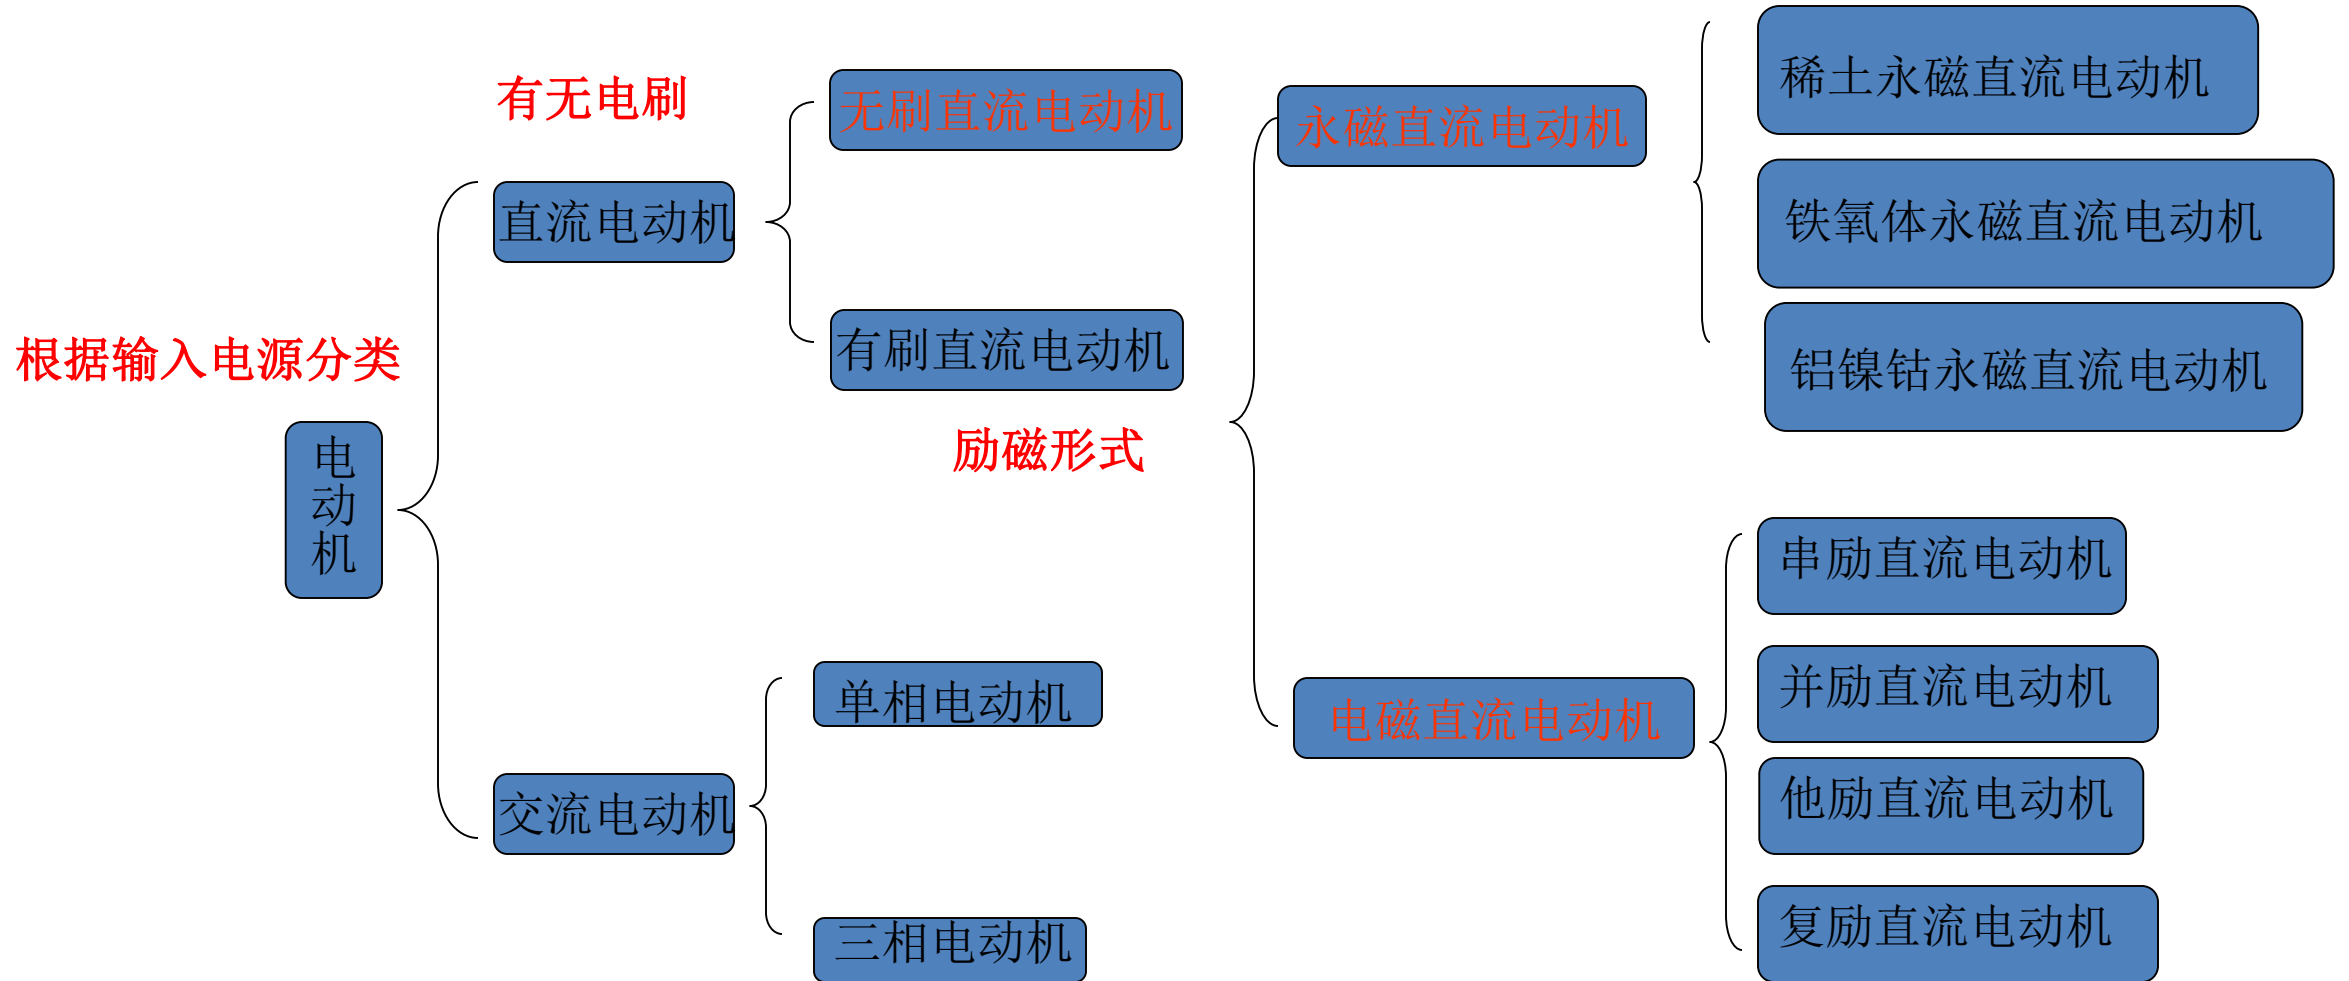 根据输入电源分类
电
动
机
有无电刷
直流电动机
无刷直流电动机
有刷直流电动机
励磁形式
永磁直流电动机
稀土永磁直流电动机
铁氧体永磁直流电动机
铝镍钴永磁直流电动机
电磁直流电动机
串励直流电动机
并励直流电动机
他励直流电动机
复励直流电动机
交流电动机
单相电动机
三相电动机